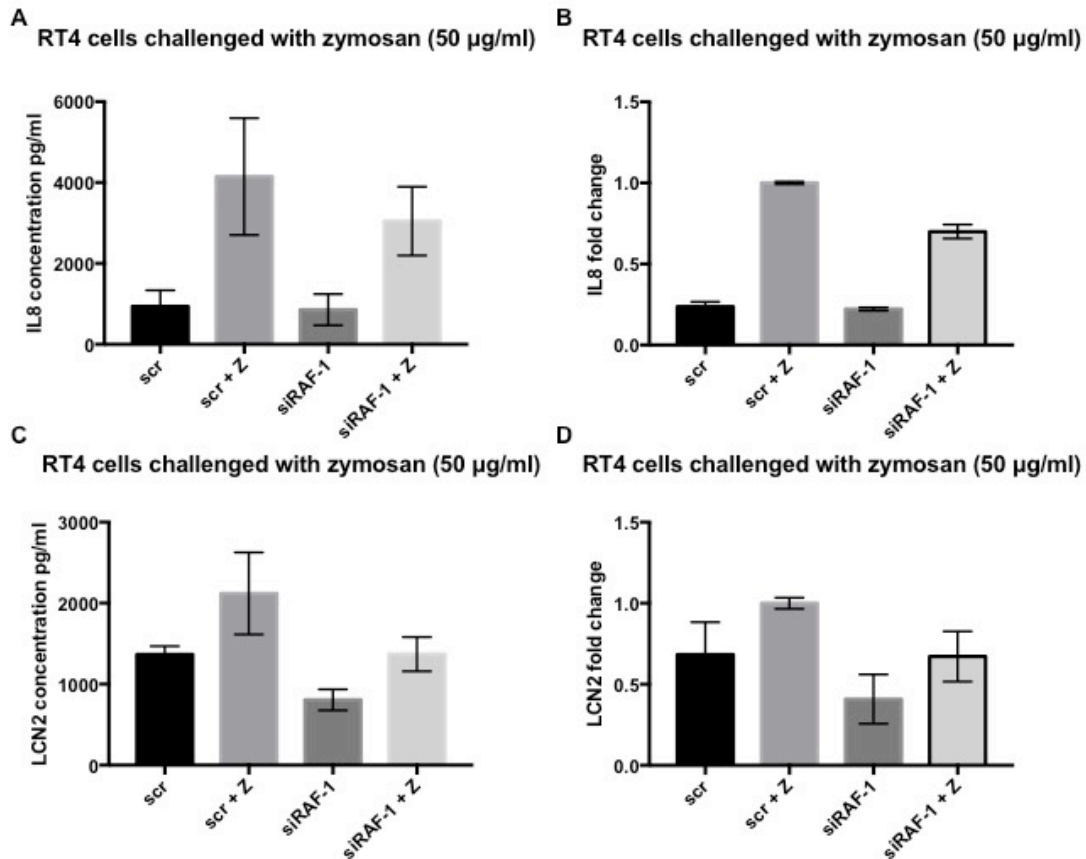 A
RT4 cells challenged with zymosan (50 µg/ml)
IL8 concentration pg/ml
6000
4000
2000
0
scr
scr + Z
siRAF-1
siRAF-1 + Z
B
RT4 cells challenged with zymosan (50 µg/ml)
IL8 fold change
1.5
1.0
0.5
0.0
scr
scr + Z
siRAF-1
siRAF-1 + Z
C
RT4 cells challenged with zymosan (50 µg/ml)
LCN2 concentration pg/ml
3000
2000
1000
0
scr
scr + Z
siRAF-1
siRAF-1 + Z
D
RT4 cells challenged with zymosan (50 µg/ml)
LCN2 fold change
1.5
1.0
0.5
0.0
scr
scr + Z
siRAF-1
siRAF-1 + Z